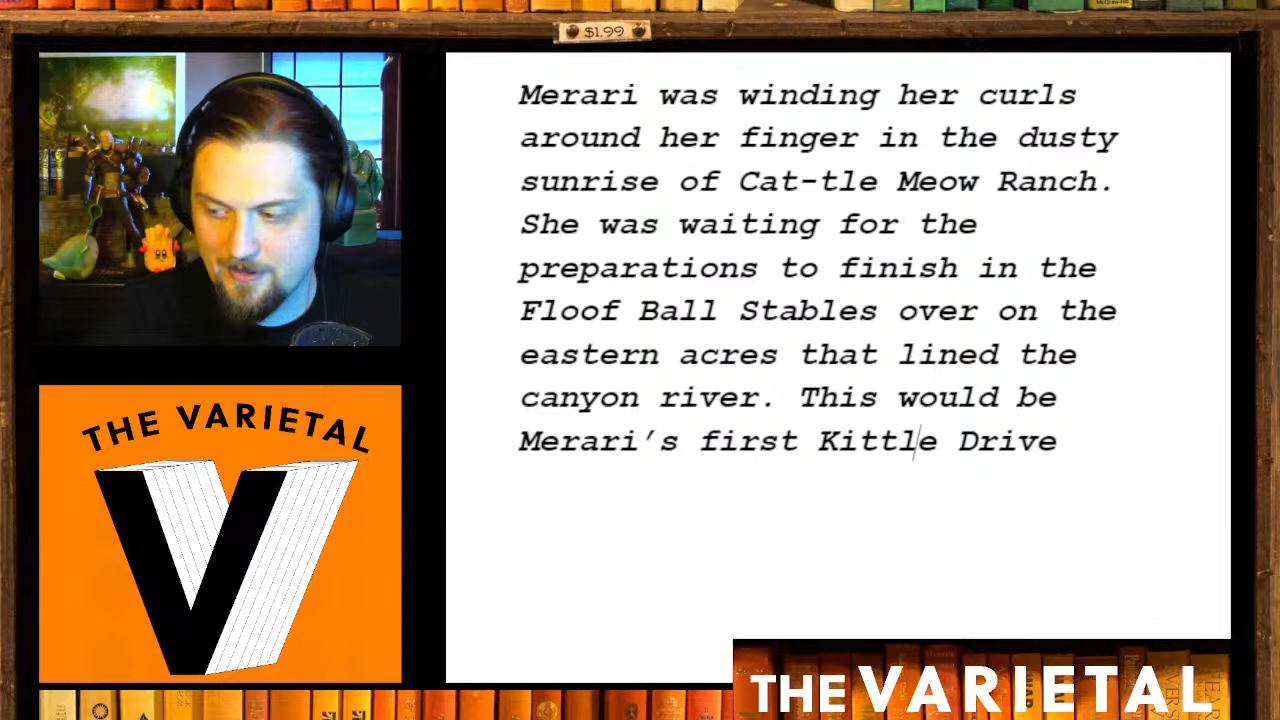 $1.99
Merari was winding her curls
around her finger in the dusty
sunrise of Cat-tle Meow Ranch.
She was waiting for the
preparations to finish in the
Floof Ball Stables over on the
eastern acres that lined the
canyon river. This would be
Merari's first Kittle Drive
THE VARIETAL
V
THE VARIETAL